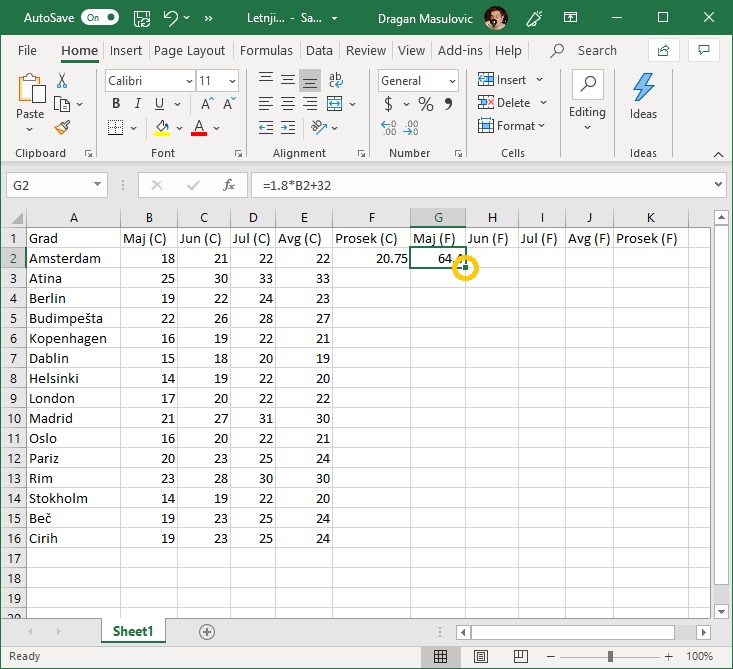 AutoSave On » Letnji... - Sa... Dragan Masulovic
File Home Insert Page Layout Formulas Data Review View Add-ins Help Search
Paste Calibri 11 ab General Insert Editing Ideas
B I U A A $ % Delete
A Format
Clipboard Font Alignment Number Cells Ideas
G2 fx =1.8*B2+32
A B C D E F G H I J K
1 Grad Maj (C) Jun (C) Jul (C) Avg (C) Prosek (C) Maj (F) Jun (F) Jul (F) Avg (F) Prosek (F)
2 Amsterdam 18 21 22 22 20.75 64.4
3 Atina 25 30 33 33
4 Berlin 19 22 24 23
5 Budimpešta 22 26 28 27
6 Kopenhagen 16 19 22 21
7 Dablin 15 18 20 19
8 Helsinki 14 19 22 20
9 London 17 20 22 22
10 Madrid 21 27 31 30
11 Oslo 16 20 22 21
12 Pariz 20 23 25 24
13 Rim 23 28 30 30
14 Stokholm 14 19 22 20
15 Beč 19 23 25 24
16 Cirih 19 23 25 24
17
18
19
Sheet1
Ready 100%